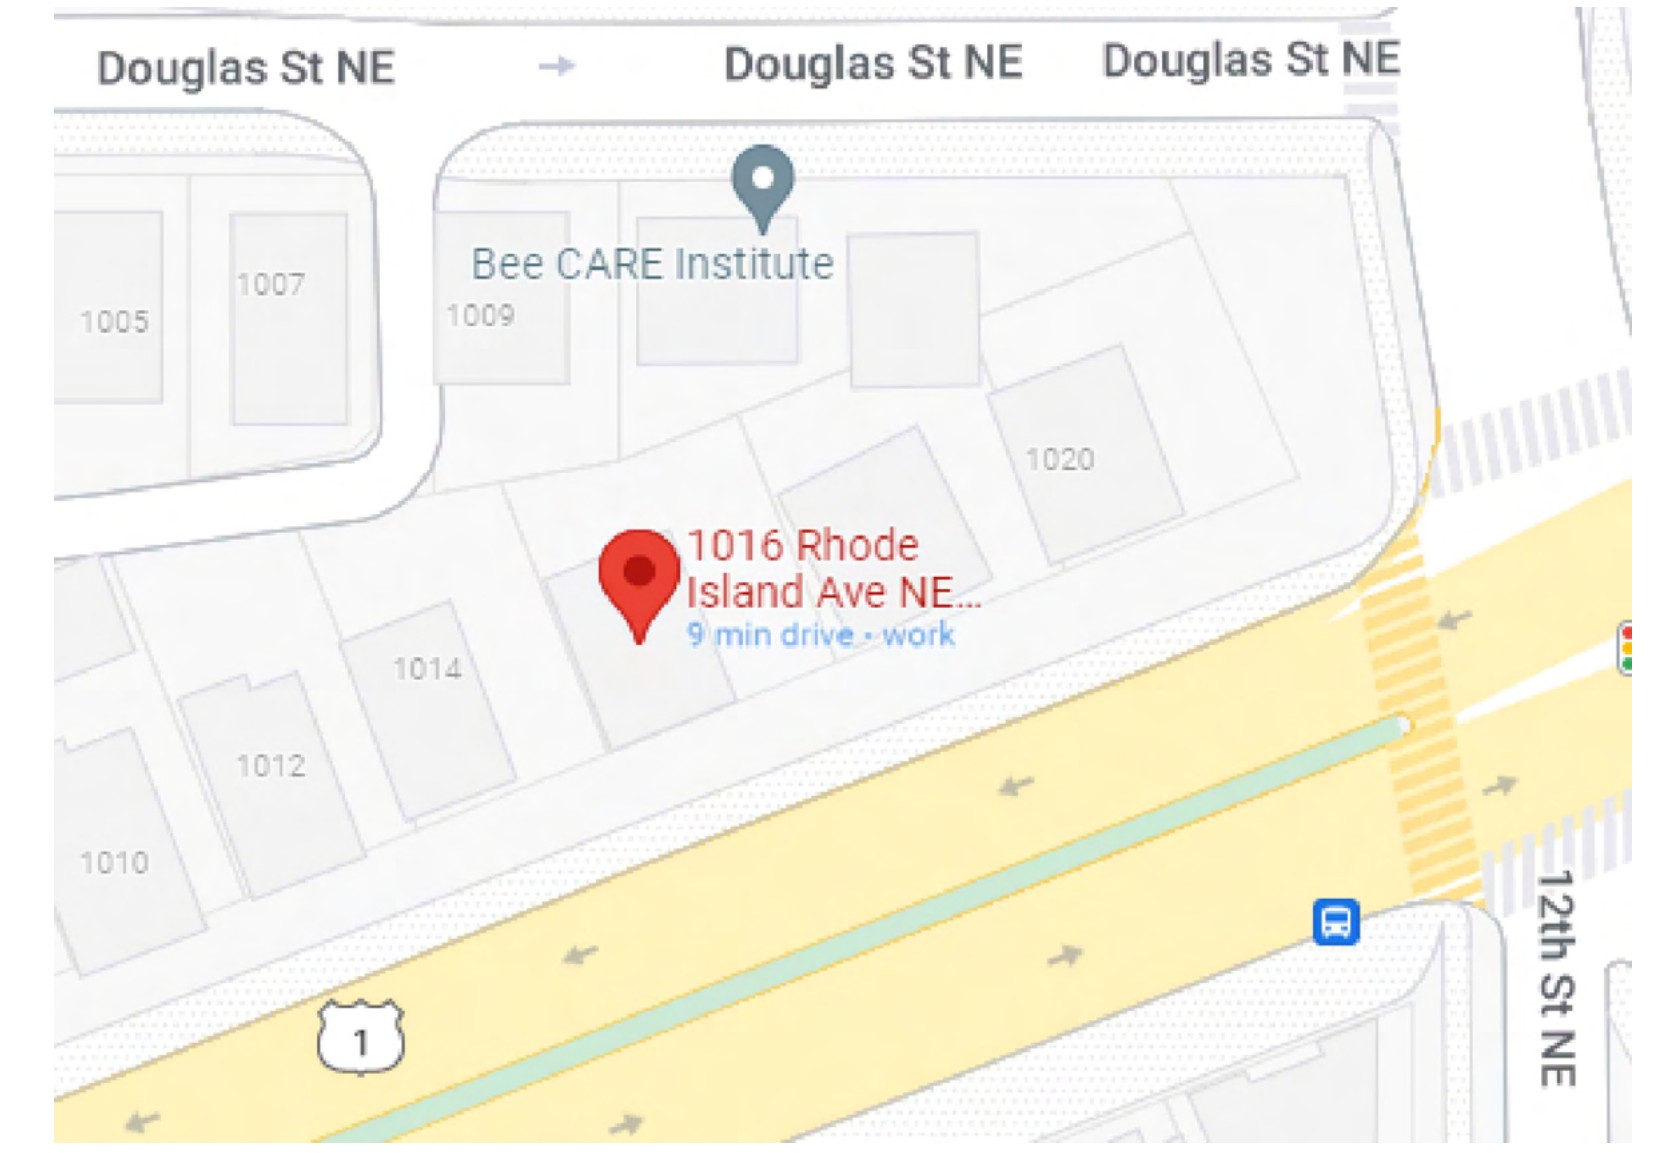 Douglas St NE
Douglas St NE
Douglas St NE
Bee CARE Institute
1007
1005
1009
1020
1016 Rhode
Island Ave NE...
9 min drive · work
1014
1012
1010
12th St NE
1